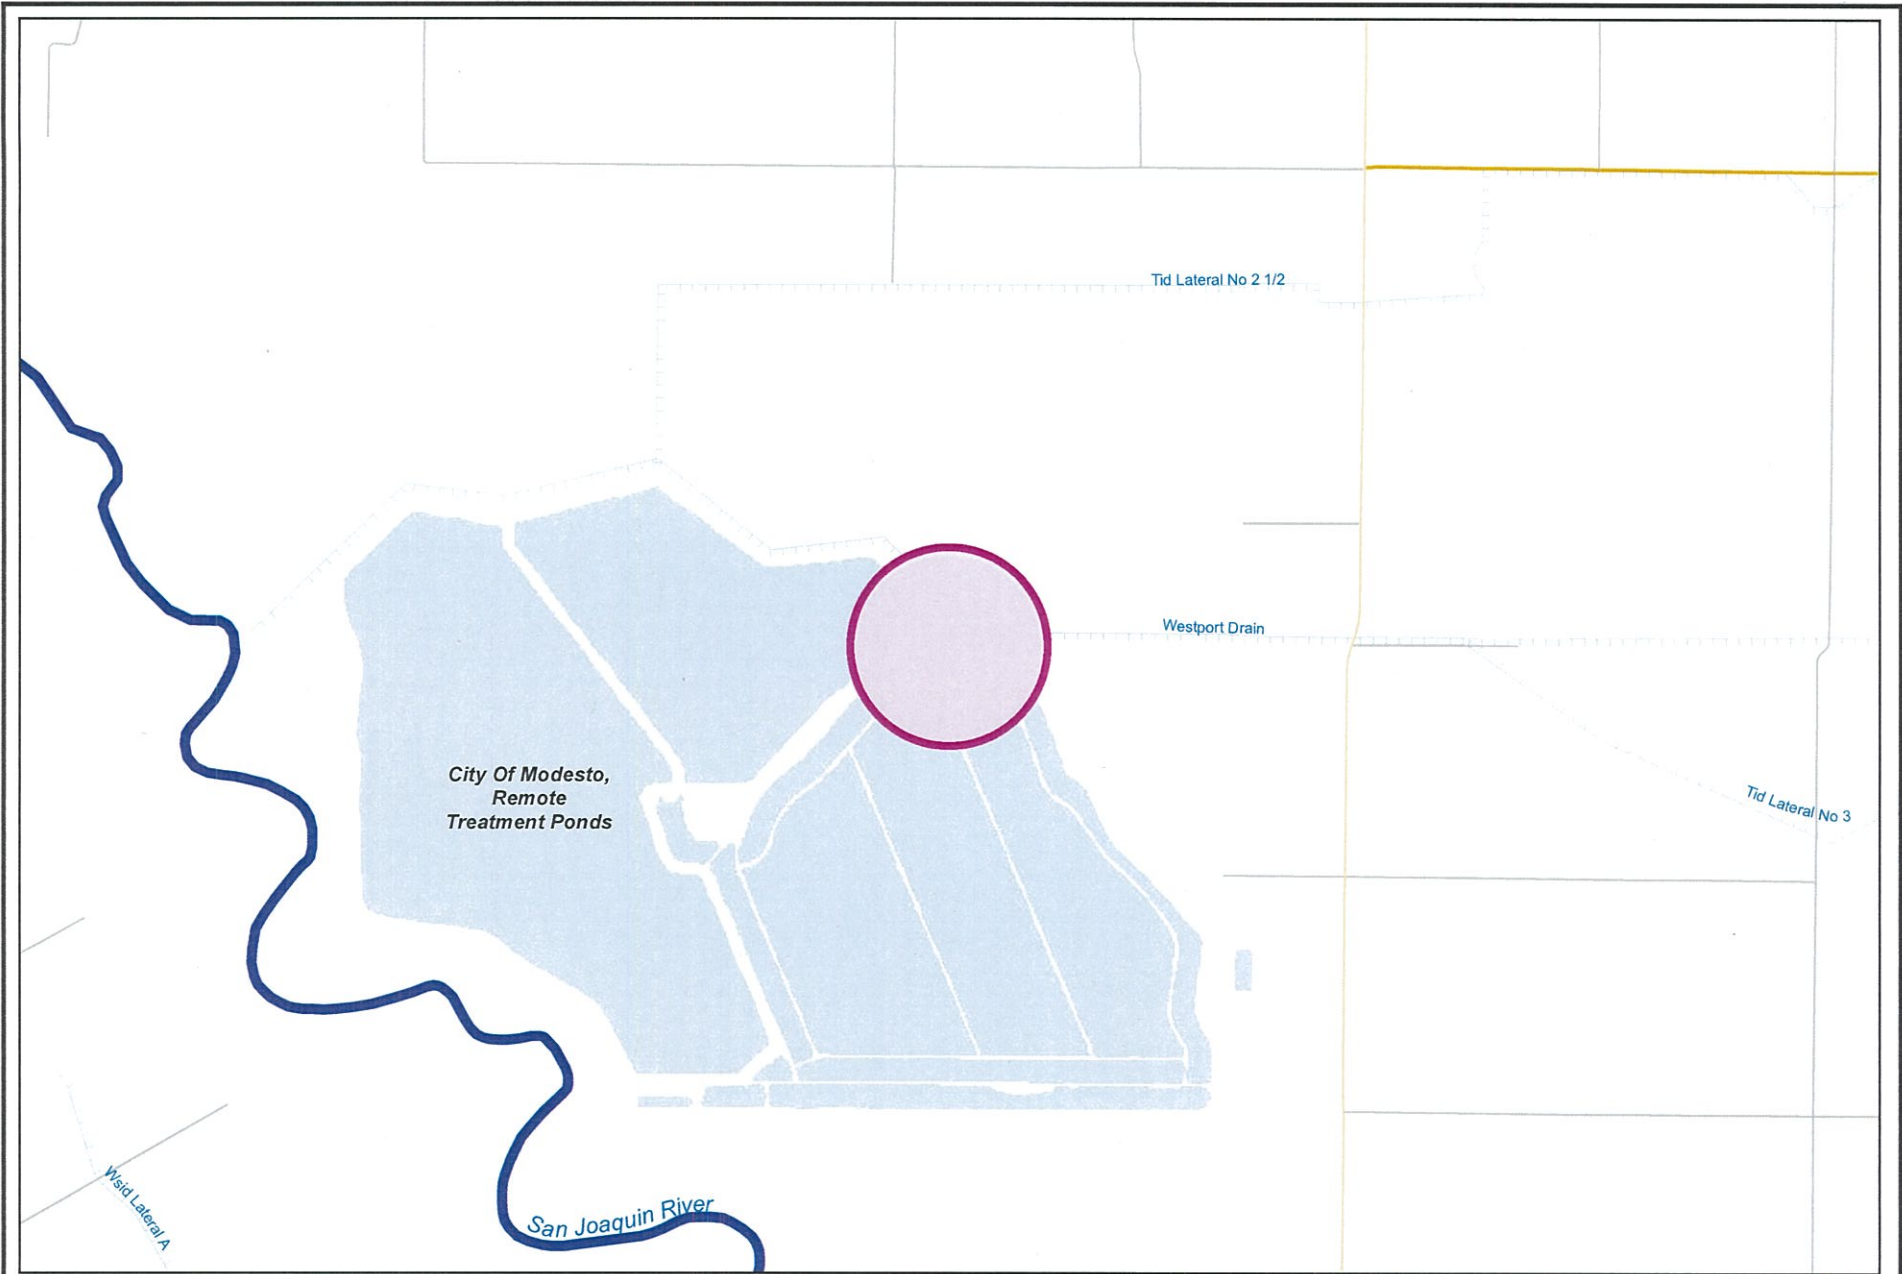 Tid Lateral No 2 1/2
Westport Drain
City Of Modesto,
Remote
Treatment Ponds
Tid Lateral No 3
Wsid Lateral A
San Joaquin River